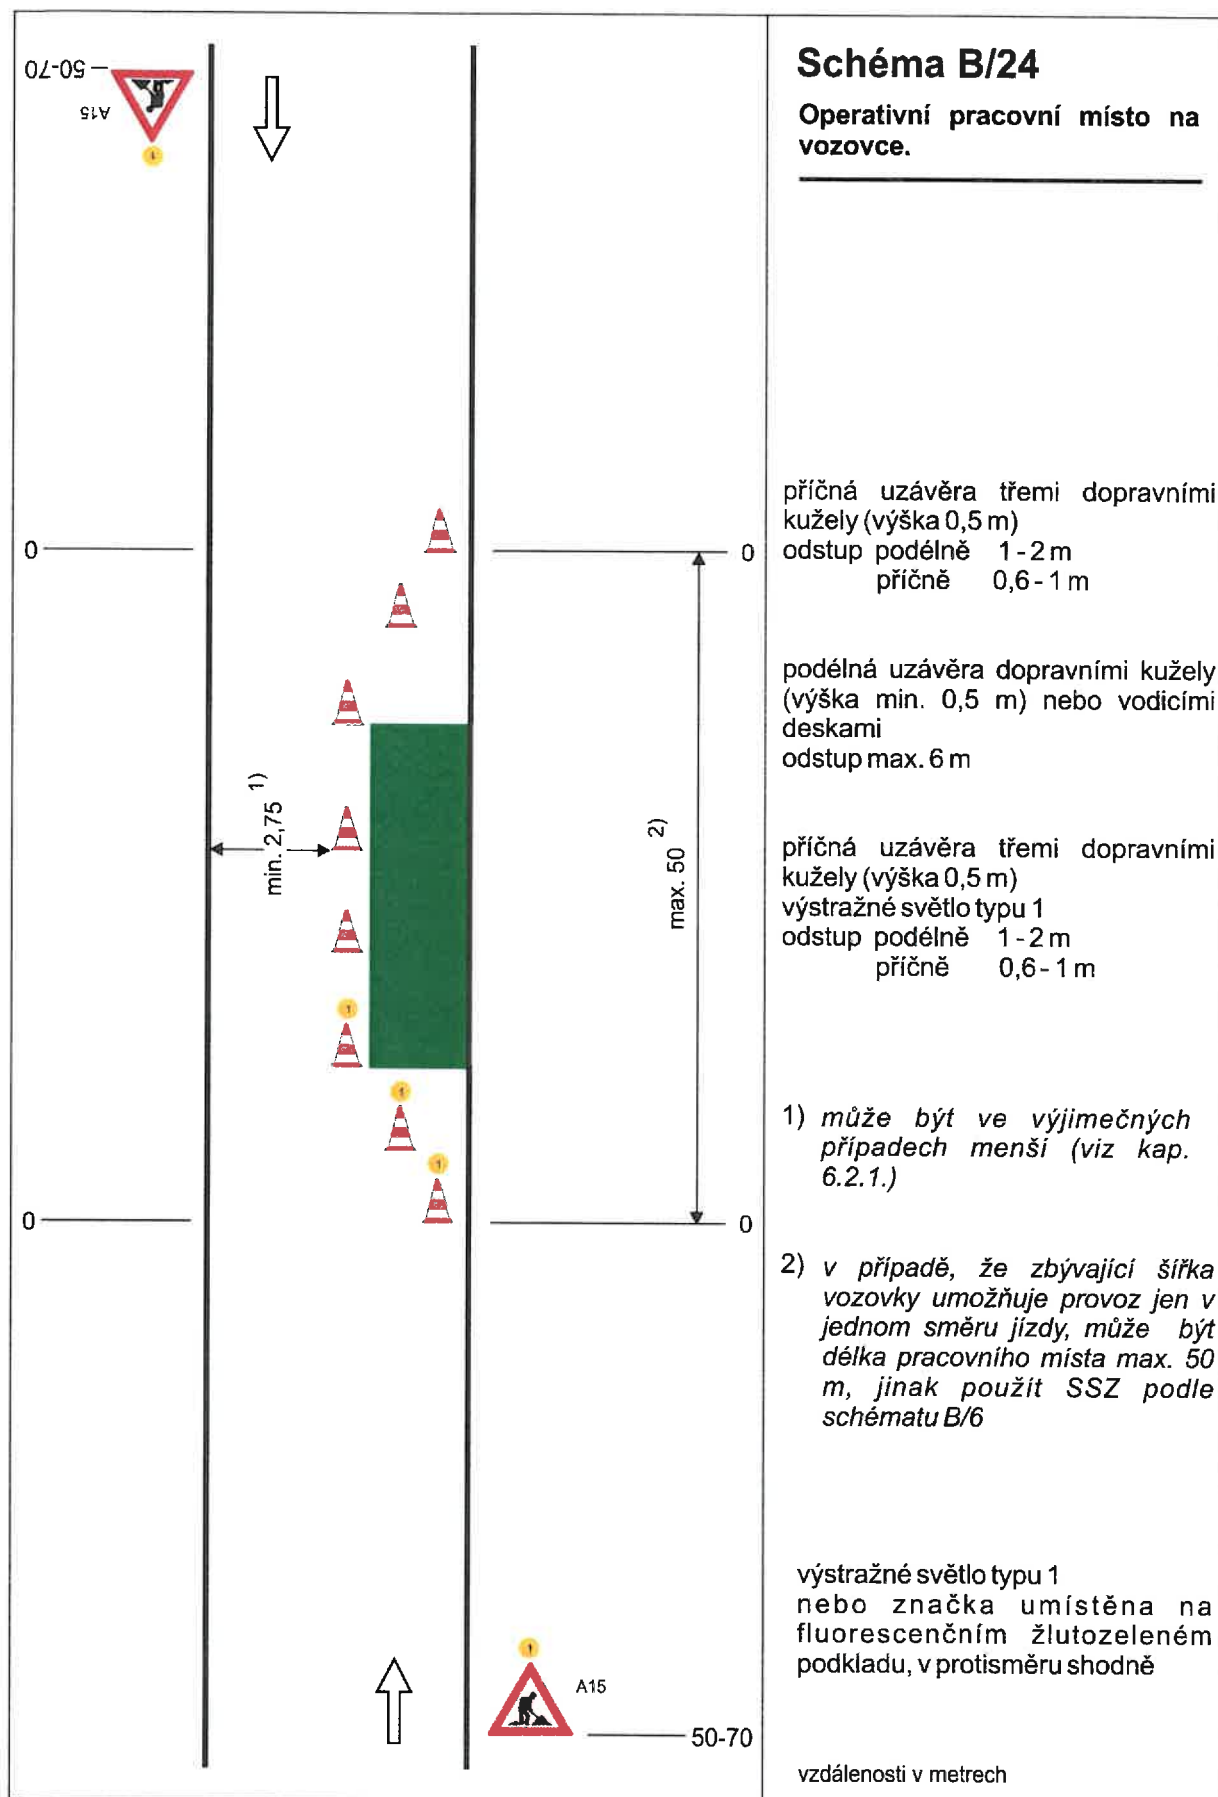 50-70
A15
1
0
0
min. 2,75 1)
max. 50 2)
1
1
1
0
0
1
A15
50-70
Schéma B/24
Operativní pracovní místo na
vozovce.
příčná uzávěra třemi dopravními
kužely (výška 0,5 m)
odstup podélně 1 - 2 m
příčně 0,6 - 1 m
podélná uzávěra dopravními kužely
(výška min. 0,5 m) nebo vodicími
deskami
odstup max. 6 m
příčná uzávěra třemi dopravními
kužely (výška 0,5 m)
výstražné světlo typu 1
odstup podélně 1 - 2 m
příčně 0,6 - 1 m
1) může být ve výjimečných
případech menší (viz kap.
6.2.1.)
2) v případě, že zbývající šířka
vozovky umožňuje provoz jen v
jednom směru jízdy, může být
délka pracovního místa max. 50
m, jinak použít SSZ podle
schématu B/6
výstražné světlo typu 1
nebo značka umístěna na
fluorescenčním žlutozeleném
podkladu, v protisměru shodně
vzdálenosti v metrech